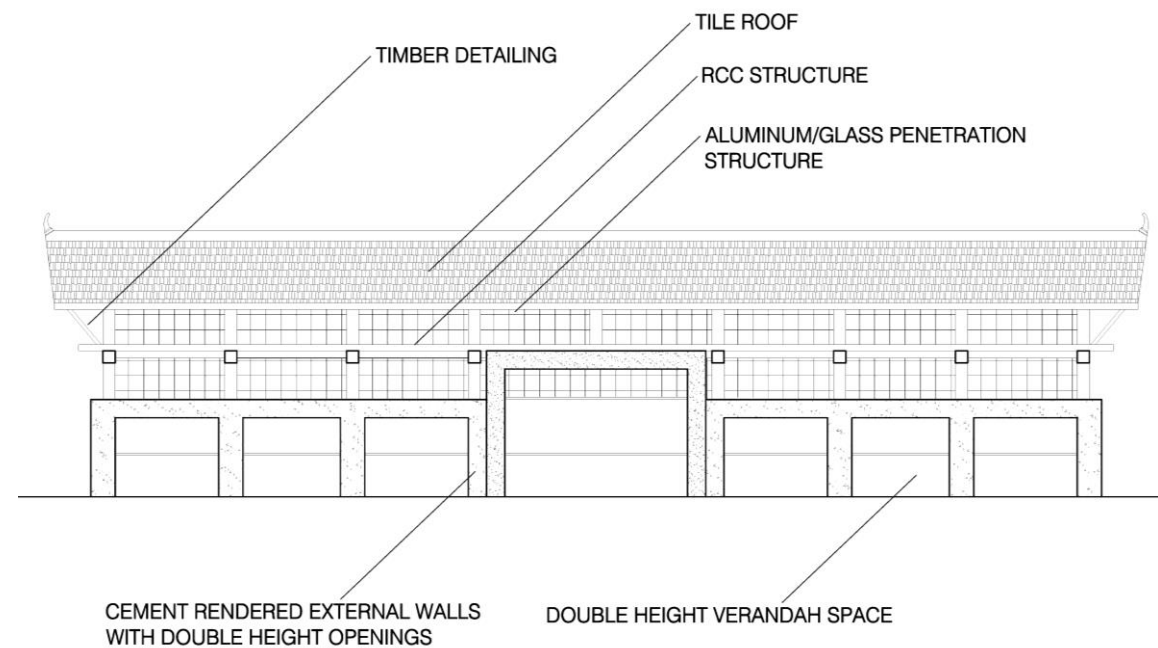 TILE ROOF
TIMBER DETAILING
RCC STRUCTURE
ALUMINUM/GLASS PENETRATION
STRUCTURE
CEMENT RENDERED EXTERNAL WALLS
WITH DOUBLE HEIGHT OPENINGS
DOUBLE HEIGHT VERANDAH SPACE